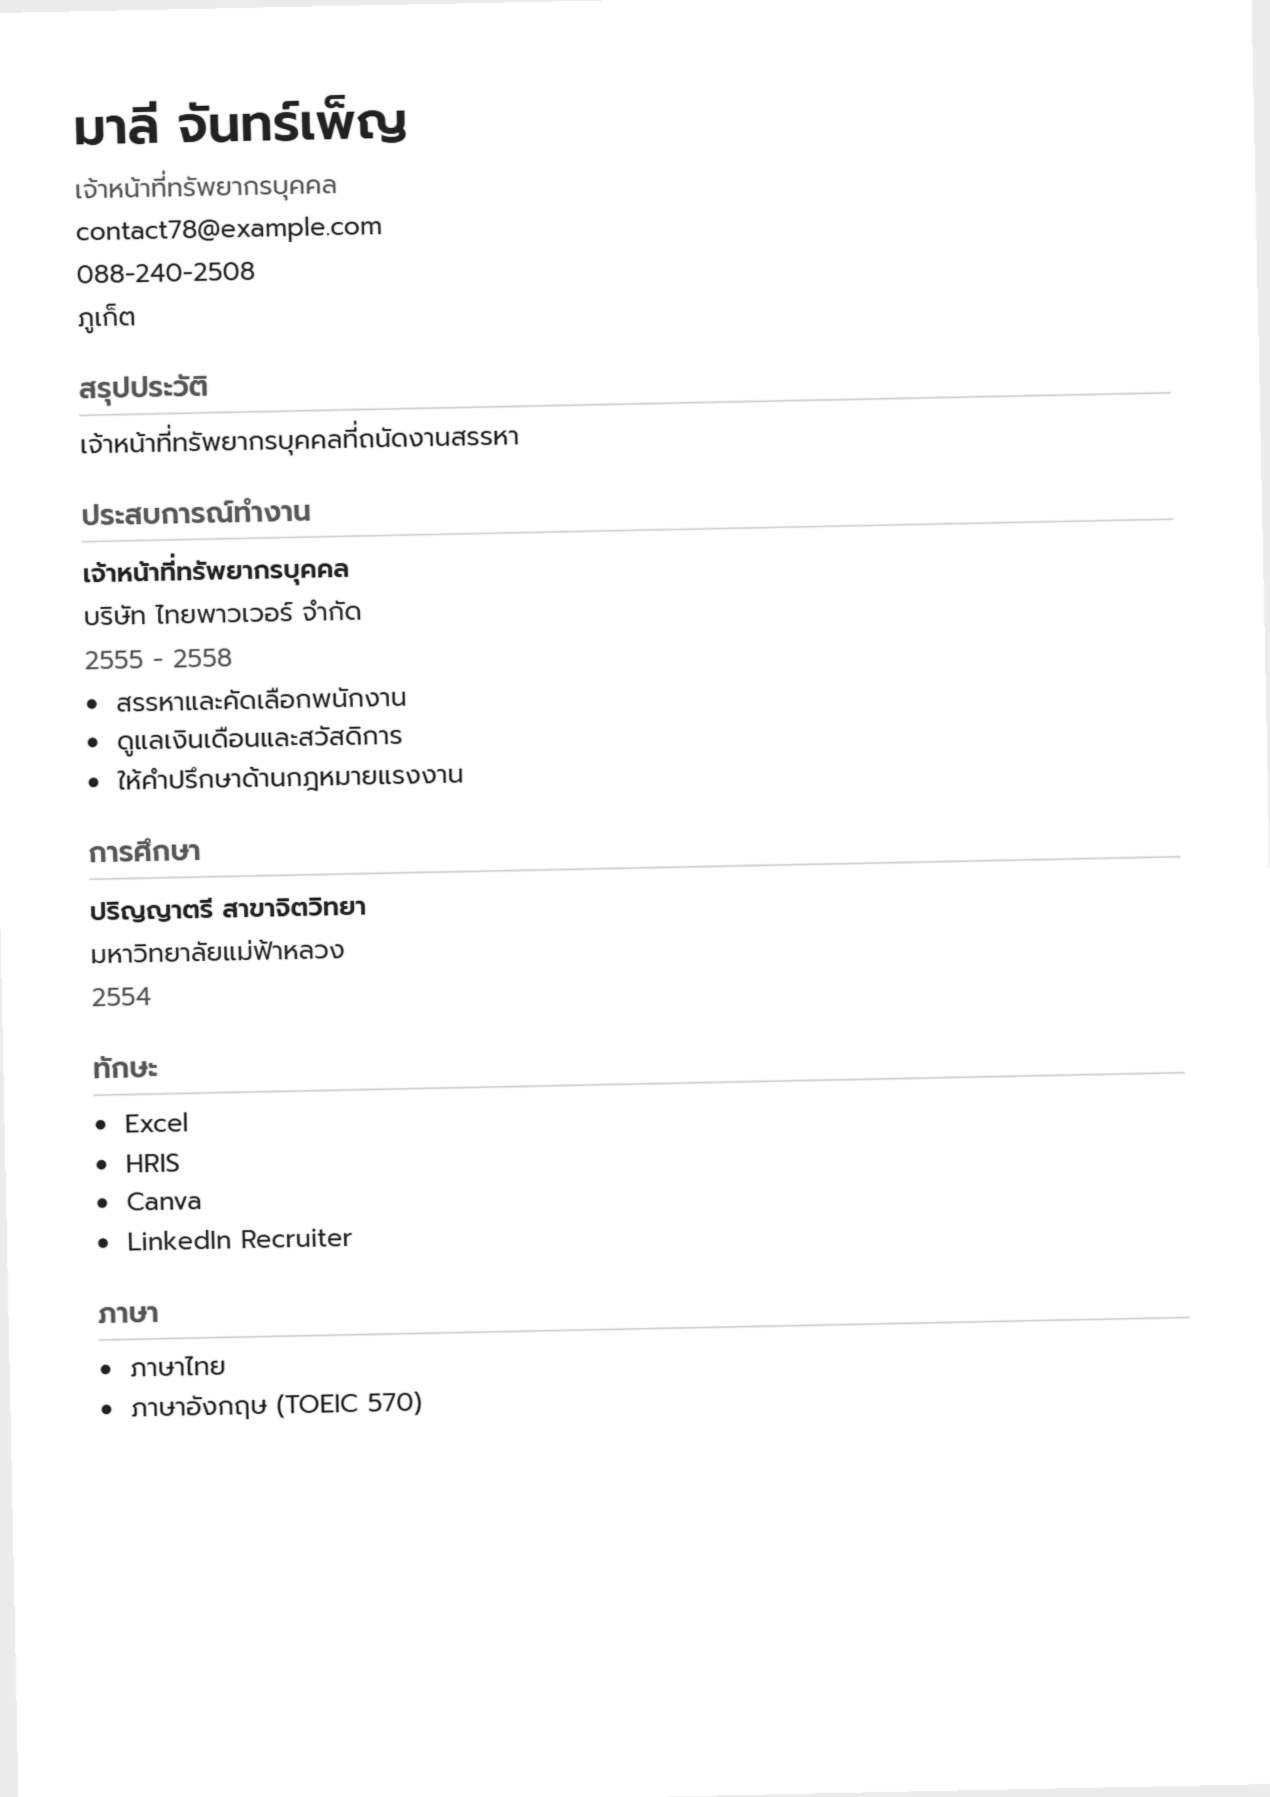 มาลี จันทร์เพ็ญ
เจ้าหน้าที่ทรัพยากรบุคคล
contact78@example.com
088-240-2508
ภูเก็ต
สรุปประวัติ
เจ้าหน้าที่ทรัพยากรบุคคลที่ถนัดงานสรรหา
ประสบการณ์ทำงาน
เจ้าหน้าที่ทรัพยากรบุคคล
บริษัท ไทยพาวเวอร์ จำกัด
2555 - 2558
• สรรหาและคัดเลือกพนักงาน
• ดูแลเงินเดือนและสวัสดิการ
• ให้คำปรึกษาด้านกฎหมายแรงงาน
การศึกษา
ปริญญาตรี สาขาจิตวิทยา
มหาวิทยาลัยแม่ฟ้าหลวง
2554
ทักษะ
• Excel
• HRIS
• Canva
• LinkedIn Recruiter
ภาษา
• ภาษาไทย
• ภาษาอังกฤษ (TOEIC 570)